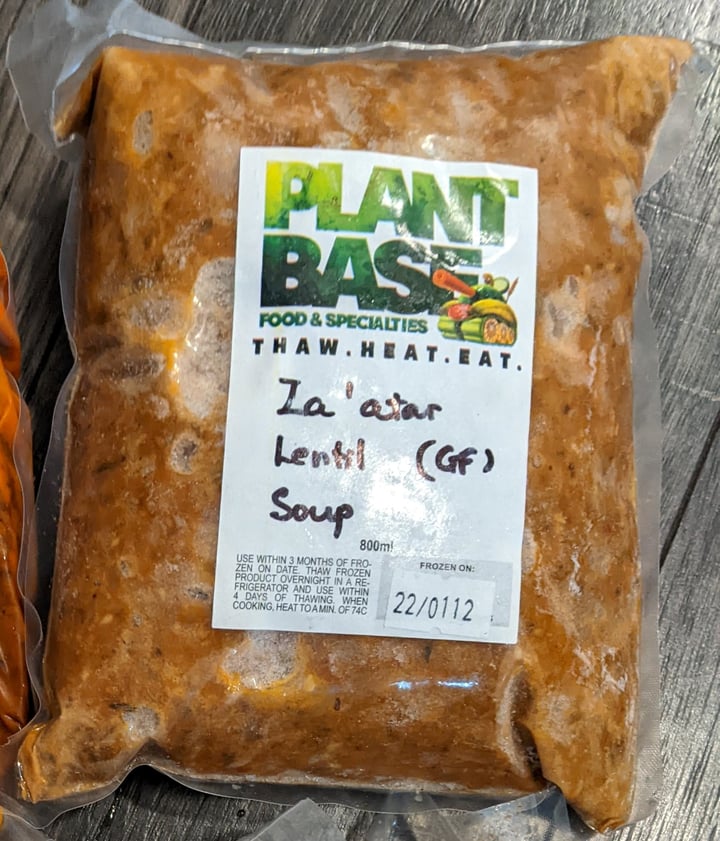 PLANT
BASE
FOOD & SPECIALTIES
THAW.HEAT.EAT.
Za'atar
Lentil (GF)
Soup
800ml
USE WITHIN 3 MONTHS OF FRO-
ZEN ON DATE. THAW FROZEN
PRODUCT OVERNIGHT IN A RE-
FRIGERATOR AND USE WITHIN
4 DAYS OF THAWING. WHEN
COOKING, HEAT TO A MIN. OF 74C
FROZEN ON:
22/0112